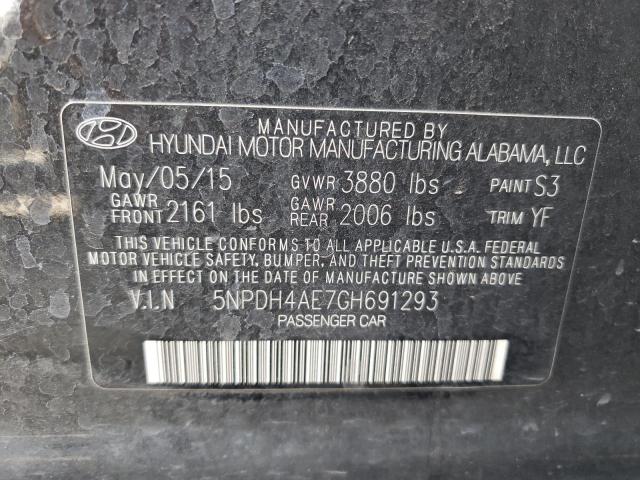 MANUFACTURED BY
HYUNDAI MOTOR MANUFACTURING ALABAMA, LLC
May/05/15 GVWR 3880 lbs PAINT S3
GAWR FRONT 2161 lbs GAWR REAR 2006 lbs TRIM YF
THIS VEHICLE CONFORMS TO ALL APPLICABLE U.S.A. FEDERAL
MOTOR VEHICLE SAFETY, BUMPER, AND THEFT PREVENTION STANDARDS
IN EFFECT ON THE DATE OF MANUFACTURE SHOWN ABOVE
V.I.N 5NPDH4AE7GH691293
PASSENGER CAR